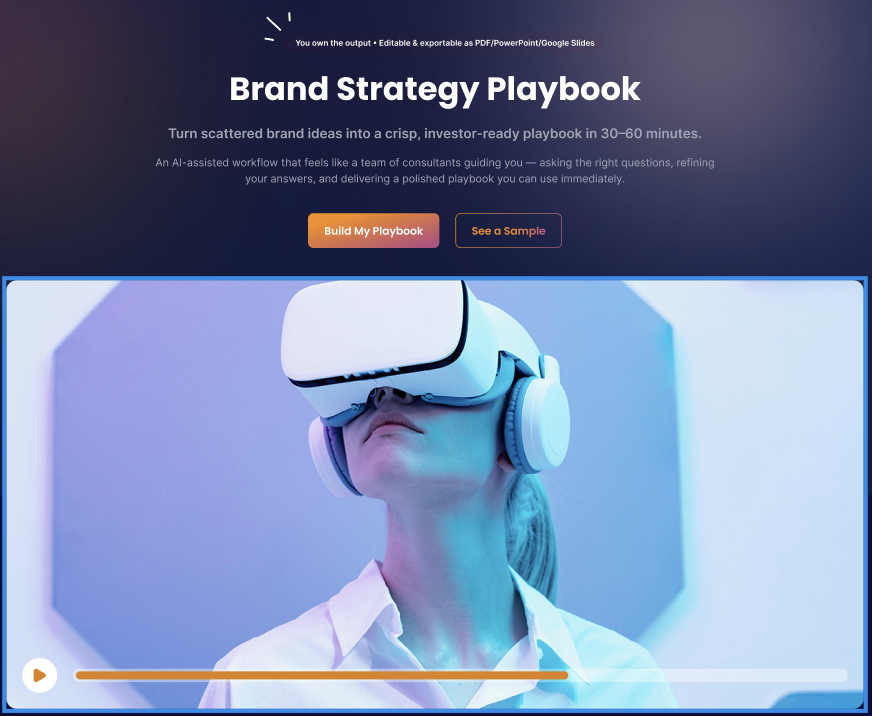 You own the output • Editable & exportable as PDF/PowerPoint/Google Slides
Brand Strategy Playbook
Turn scattered brand ideas into a crisp, investor-ready playbook in 30–60 minutes.
An AI-assisted workflow that feels like a team of consultants guiding you — asking the right questions, refining
your answers, and delivering a polished playbook you can use immediately.
Build My Playbook
See a Sample